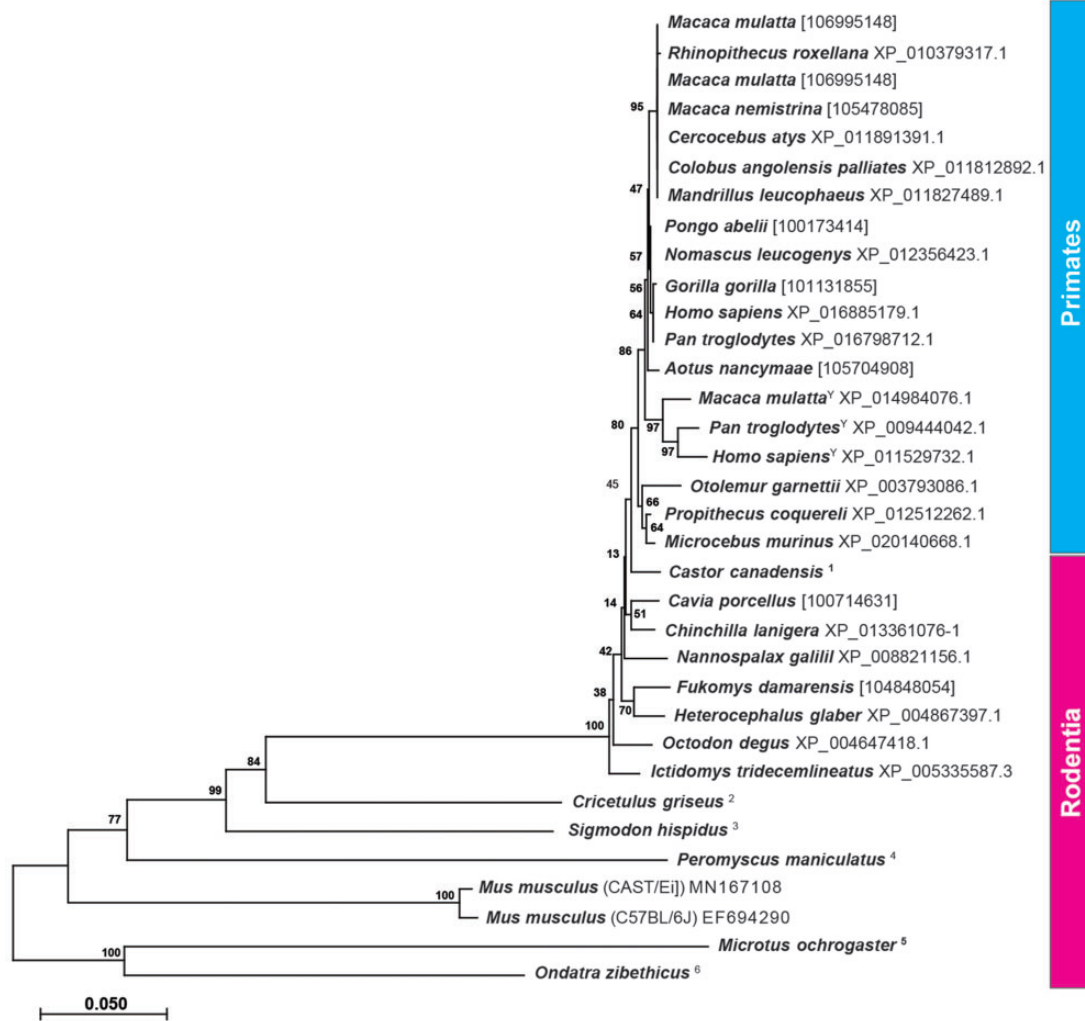 Macaca mulatta [106995148]
Rhinopithecus roxellana XP_010379317.1
Macaca mulatta [106995148]
95
Macaca nemistrina [105478085]
Cercocebus atys XP_011891391.1
Colobus angolensis palliates XP_011812892.1
47
Mandrillus leucophaeus XP_011827489.1
Pongo abelii [100173414]
57
Nomascus leucogenys XP_012356423.1
56
Gorilla gorilla [101131855]
64
Homo sapiens XP_016885179.1
Pan troglodytes XP_016798712.1
86
Aotus nancymaae [105704908]
Macaca mulattaʸ XP_014984076.1
80
97
Pan troglodytesʸ XP_009444042.1
97
Homo sapiensʸ XP_011529732.1
45
Otolemur garnettii XP_003793086.1
66
Propithecus coquereli XP_012512262.1
64
Microcebus murinus XP_020140668.1
13
Castor canadensis ¹
14
Cavia porcellus [100714631]
51
Chinchilla lanigera XP_013361076-1
42
Nannospalax galilil XP_008821156.1
38
Fukomys damarensis [104848054]
70
Heterocephalus glaber XP_004867397.1
100
Octodon degus XP_004647418.1
84
Ictidomys tridecemlineatus XP_005335587.3
99
Cricetulus griseus ²
77
Sigmodon hispidus ³
Peromyscus maniculatus ⁴
100
Mus musculus (CAST/Ei]) MN167108
Mus musculus (C57BL/6J) EF694290
100
Microtus ochrogaster ⁵
Ondatra zibethicus ⁶
0.050
Primates
Rodentia